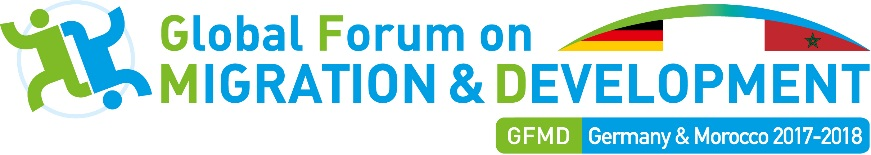 Global Forum on
MIGRATION & DEVELOPMENT
GFMD Germany & Morocco 2017-2018